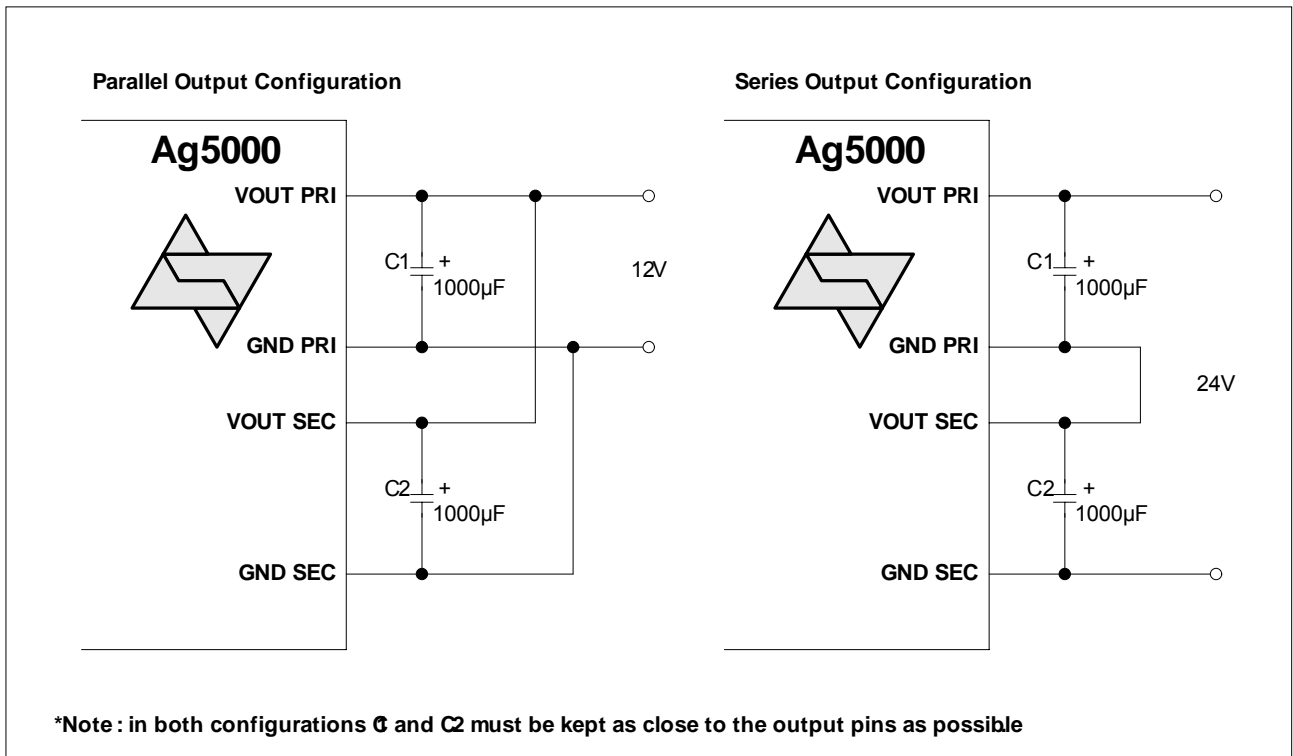 Parallel Output Configuration
Ag5000
VOUT PRI
C1
+
1000µF
12V
GND PRI
VOUT SEC
C2
+
1000µF
GND SEC
Series Output Configuration
Ag5000
VOUT PRI
C1
+
1000µF
GND PRI
24V
VOUT SEC
C2
+
1000µF
GND SEC
*Note : in both configurations C1 and C2 must be kept as close to the output pins as possible